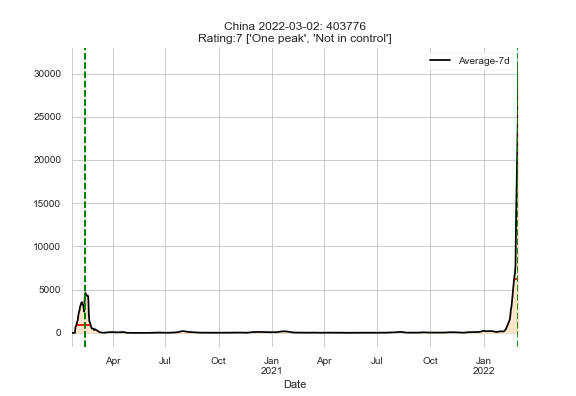 China 2022-03-02: 403776
Rating:7 ['One peak', 'Not in control']
Average-7d
30000
25000
20000
15000
10000
5000
0
Apr Jul Oct Jan Apr Jul Oct Jan
2021 2022
Date